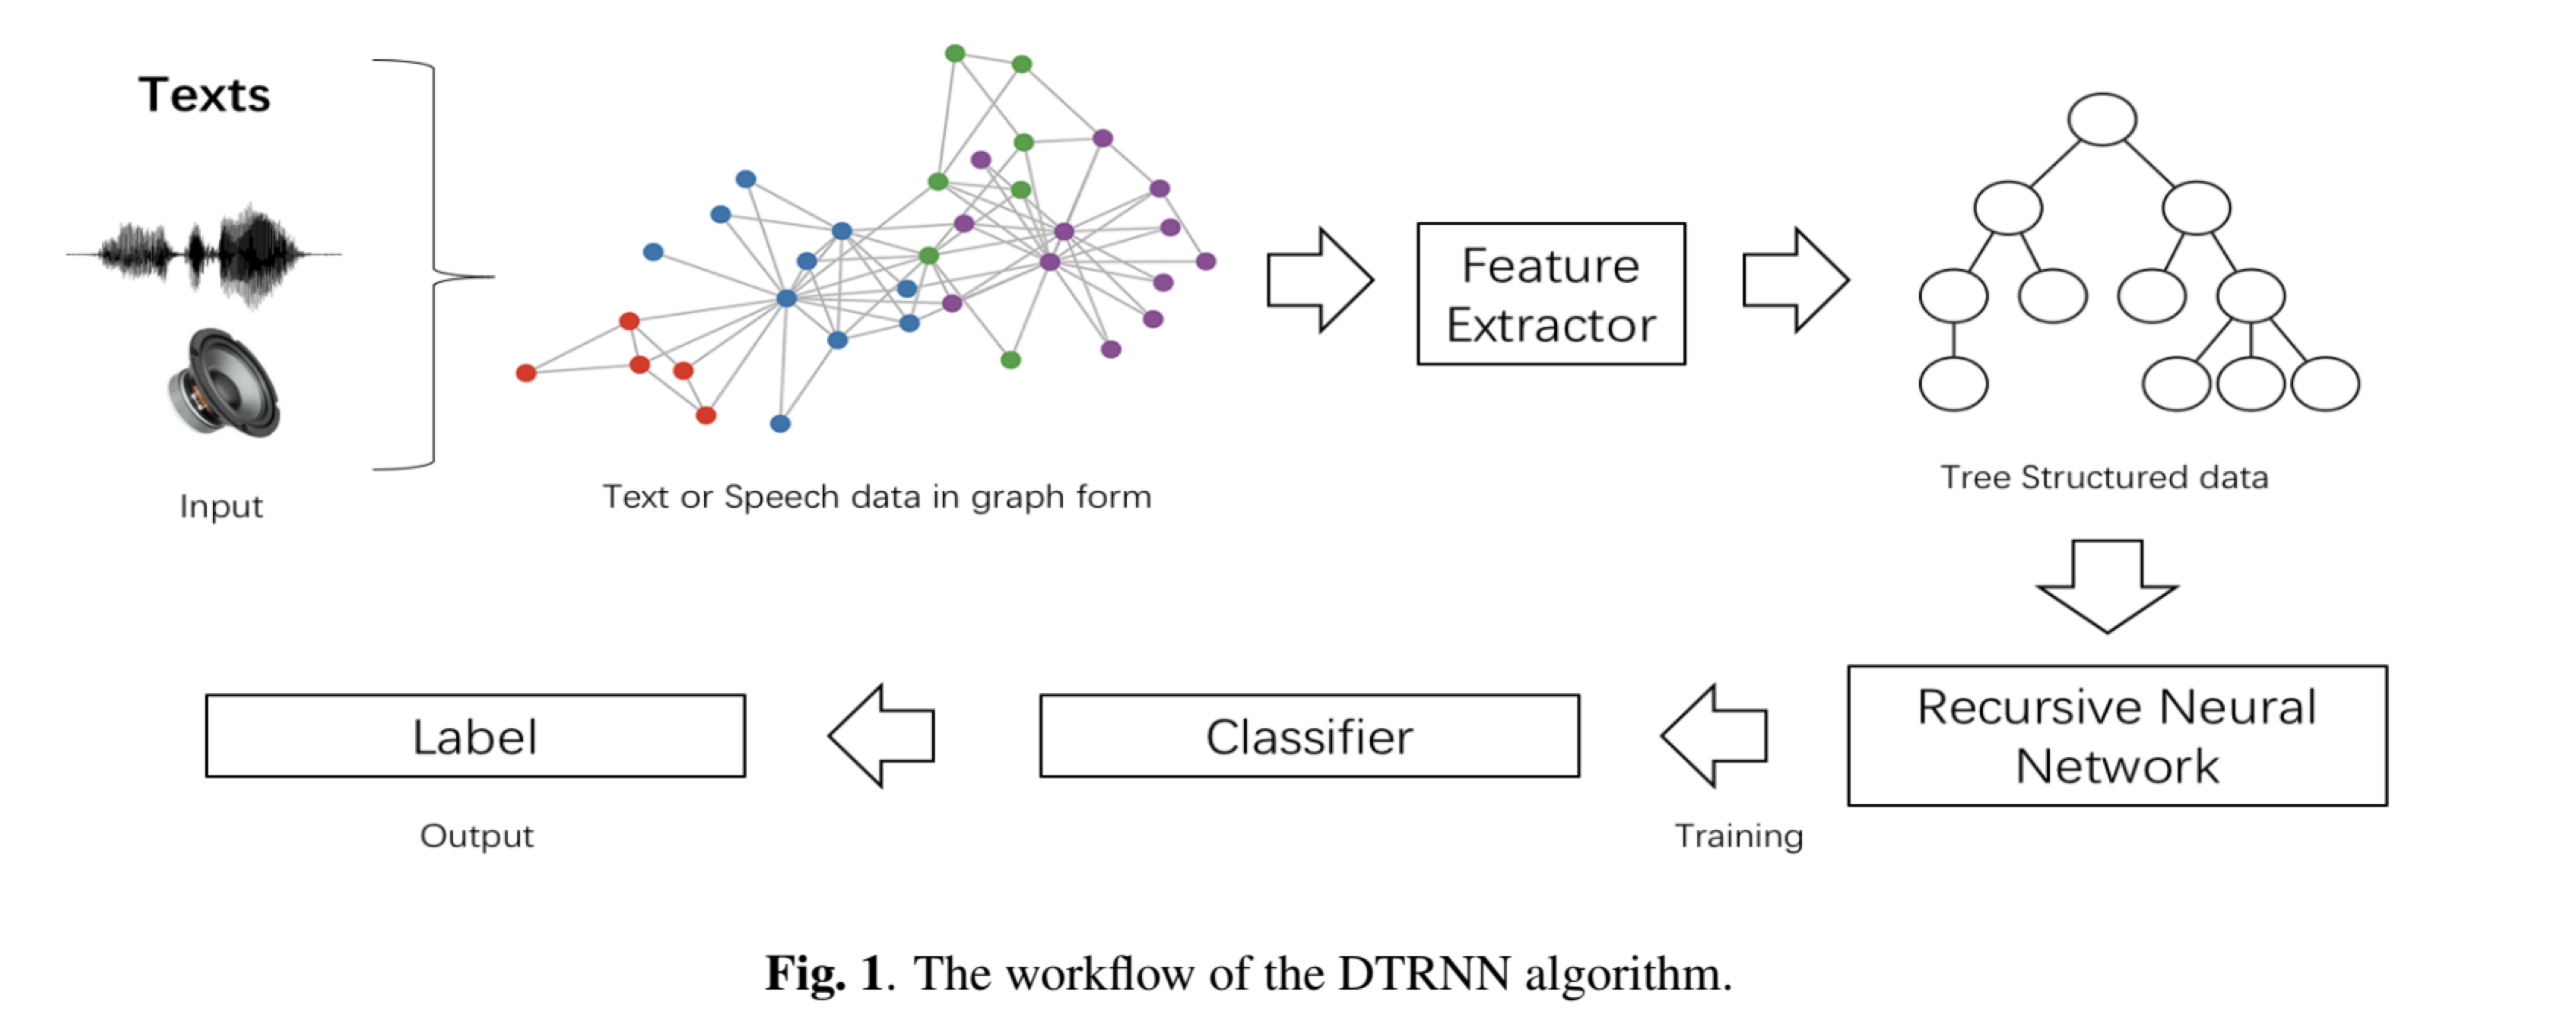 Texts
Input
Text or Speech data in graph form
Feature
Extractor
Tree Structured data
Recursive Neural
Network
Training
Classifier
Label
Output
Fig. 1. The workflow of the DTRNN algorithm.